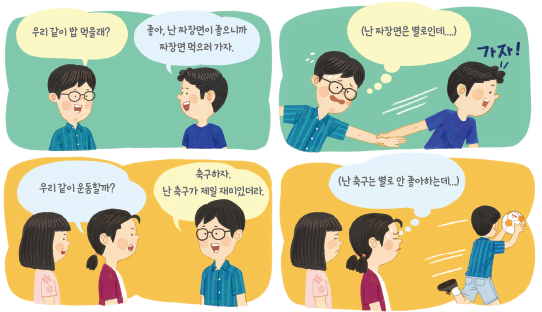 우리 같이 밥 먹을래?
좋아, 난 짜장면이 좋으니까
짜장면 먹으러 가자.
(난 짜장면은 별로인데....)
가자!
우리 같이 운동할까?
축구하자.
난 축구가 제일 재미있더라.
(난 축구는 별로 안 좋아하는데...)